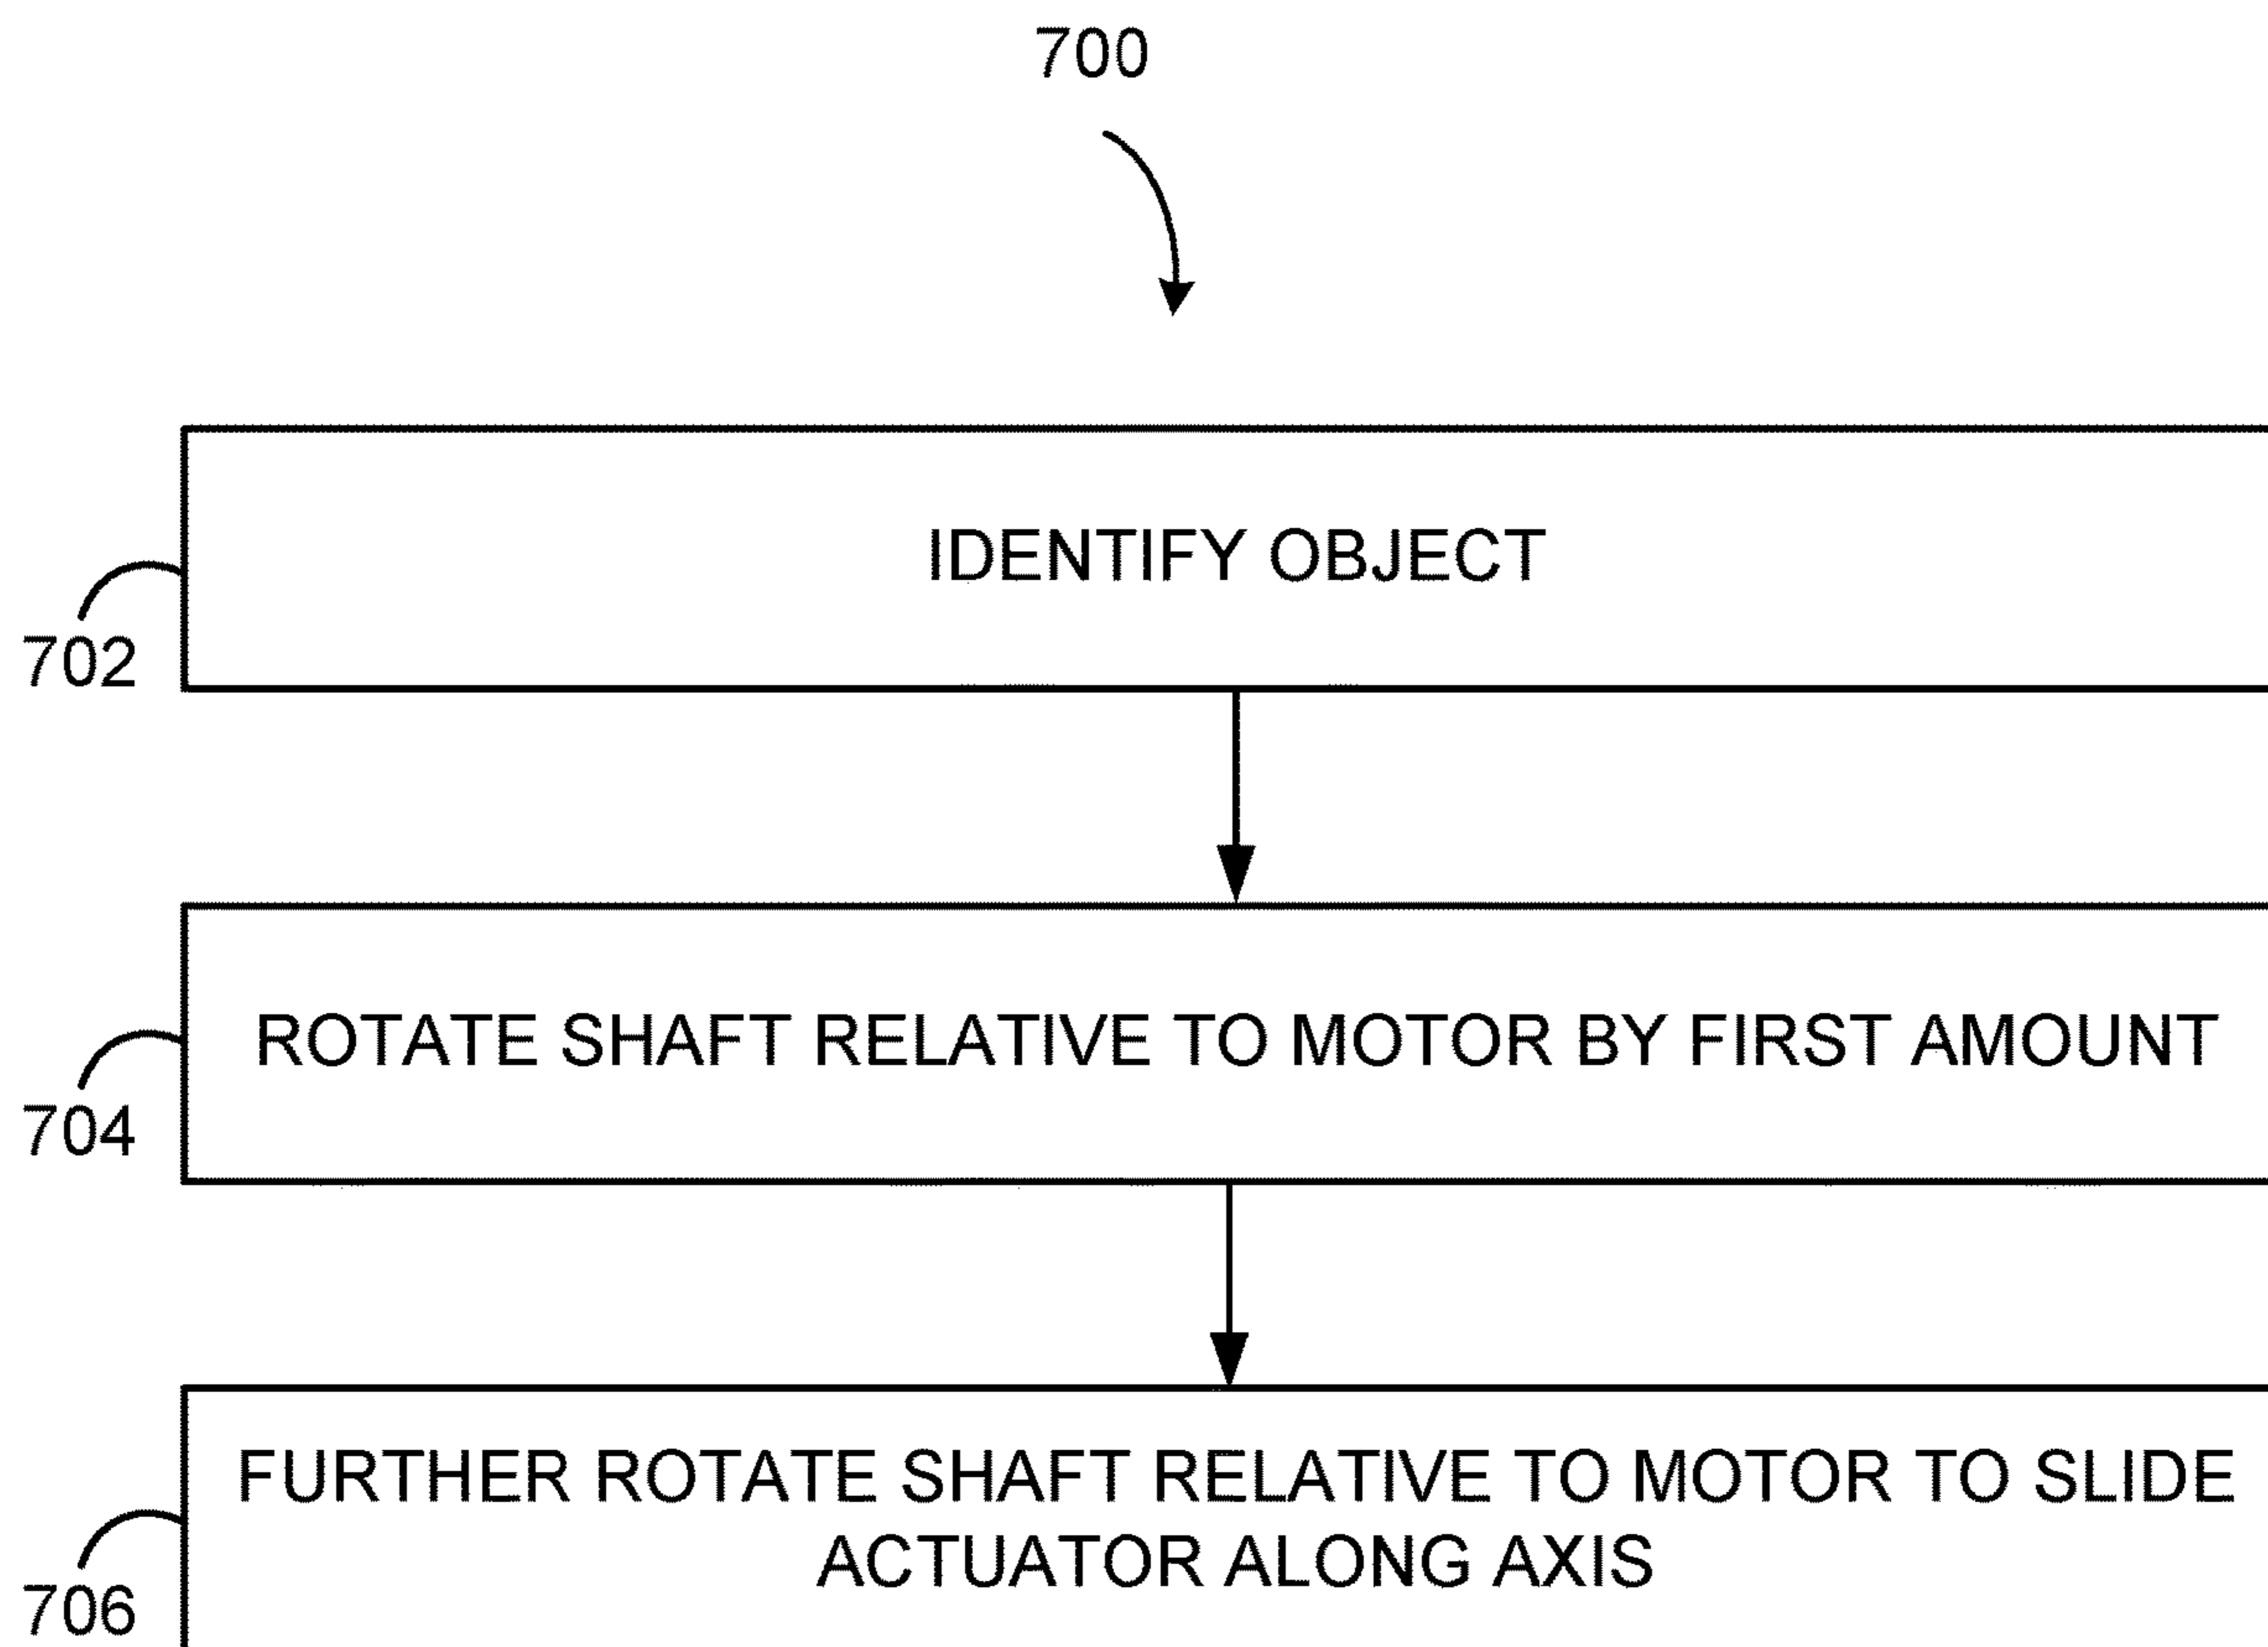 700
IDENTIFY OBJECT
702
ROTATE SHAFT RELATIVE TO MOTOR BY FIRST AMOUNT
704
FURTHER ROTATE SHAFT RELATIVE TO MOTOR TO SLIDE
ACTUATOR ALONG AXIS
706